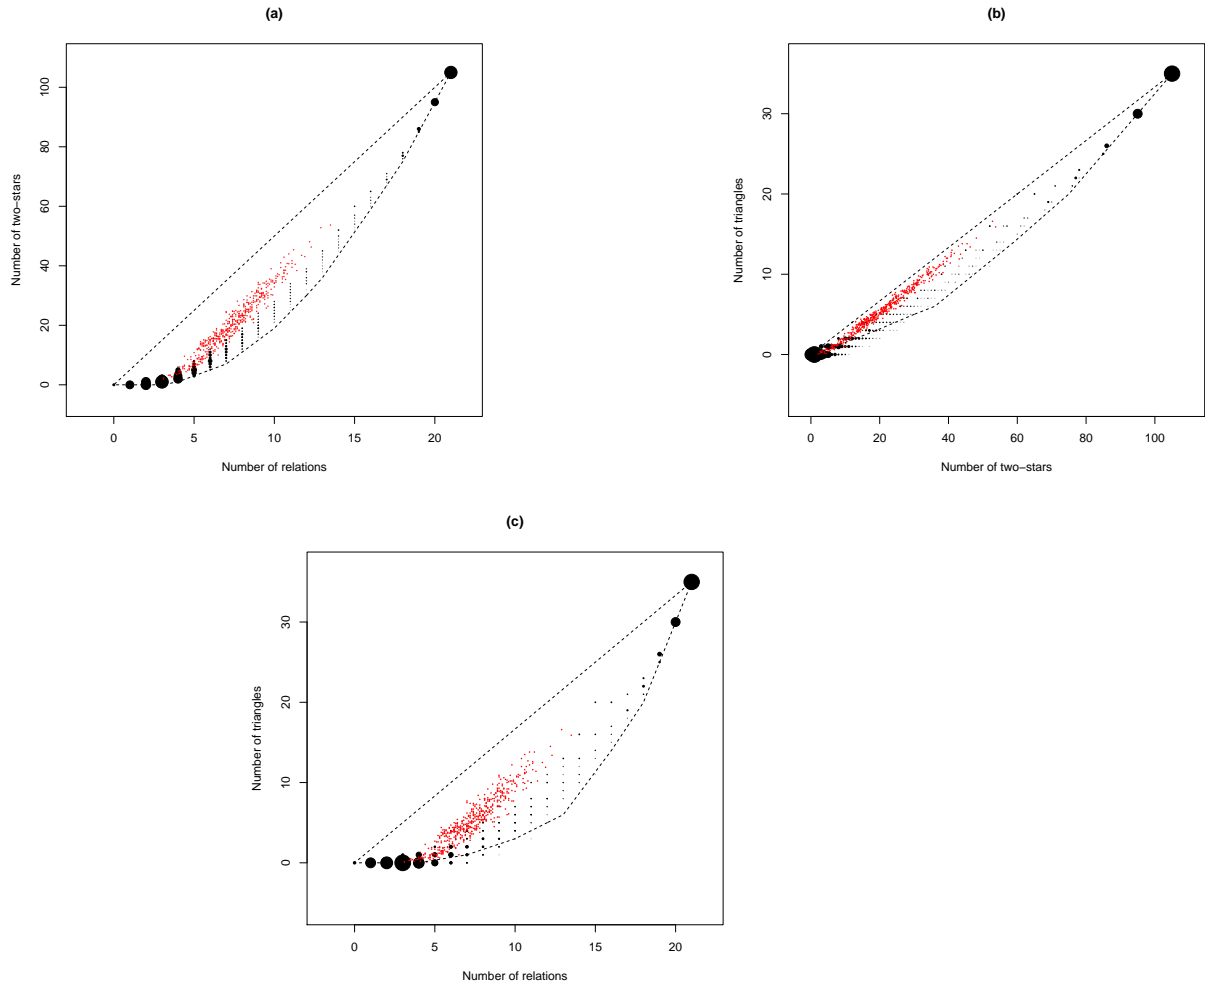 (a)
100
80
60
40
20
0
Number of two−stars
0 5 10 15 20
Number of relations
(b)
30
20
10
0
Number of triangles
0 20 40 60 80 100
Number of two−stars
(c)
30
20
10
0
Number of triangles
0 5 10 15 20
Number of relations